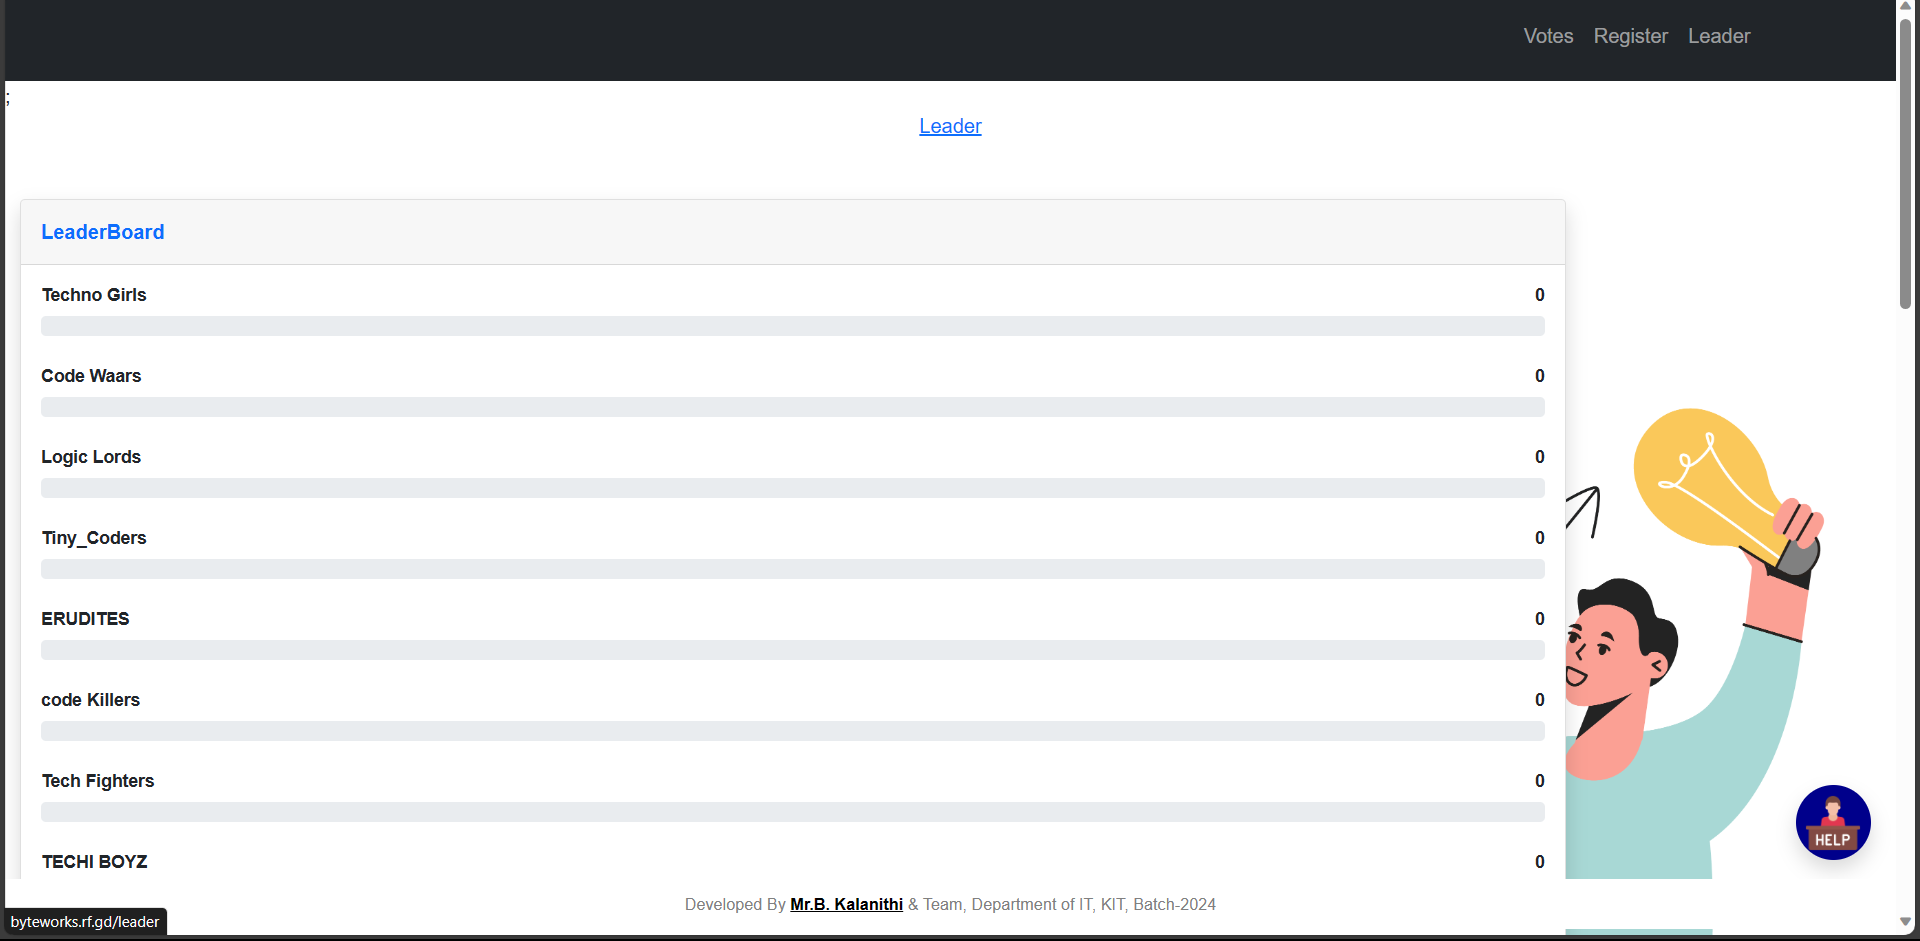 Votes Register Leader
;
Leader
LeaderBoard
Techno Girls 0
Code Waars 0
Logic Lords 0
Tiny_Coders 0
ERUDITES 0
code Killers 0
Tech Fighters 0
TECHI BOYZ 0
HELP
Developed By Mr.B. Kalanithi & Team, Department of IT, KIT, Batch-2024
byteworks.rf.gd/leader